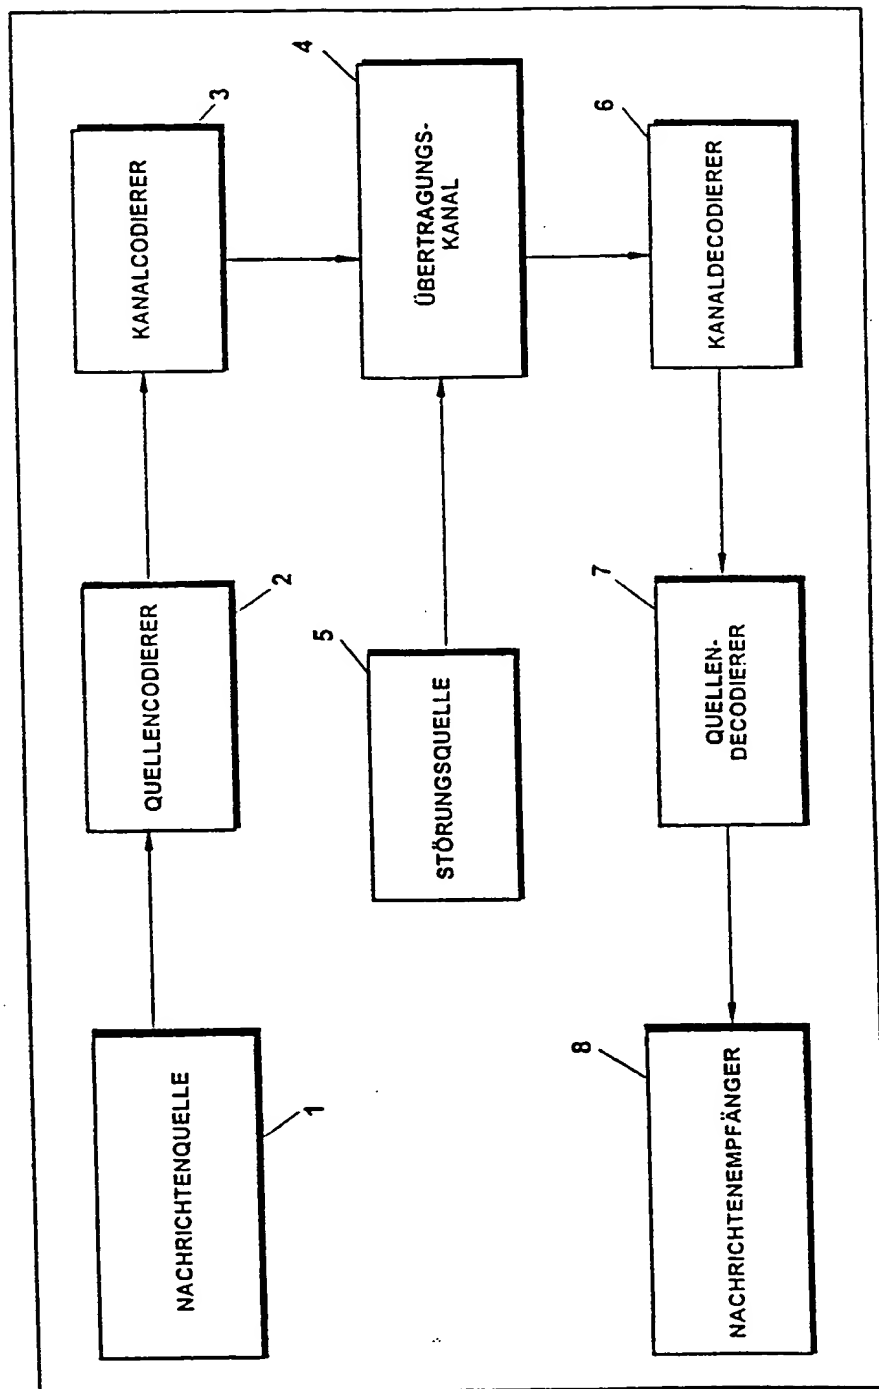 NACHRICHTENQUELLE
1
QUELLENCODIERER
2
KANALCODIERER
3
ÜBERTRAGUNGS-
KANAL
4
STÖRUNGSQUELLE
5
KANALDECODIERER
6
QUELLEN-
DECODIERER
7
NACHRICHTENEMPFÄNGER
8